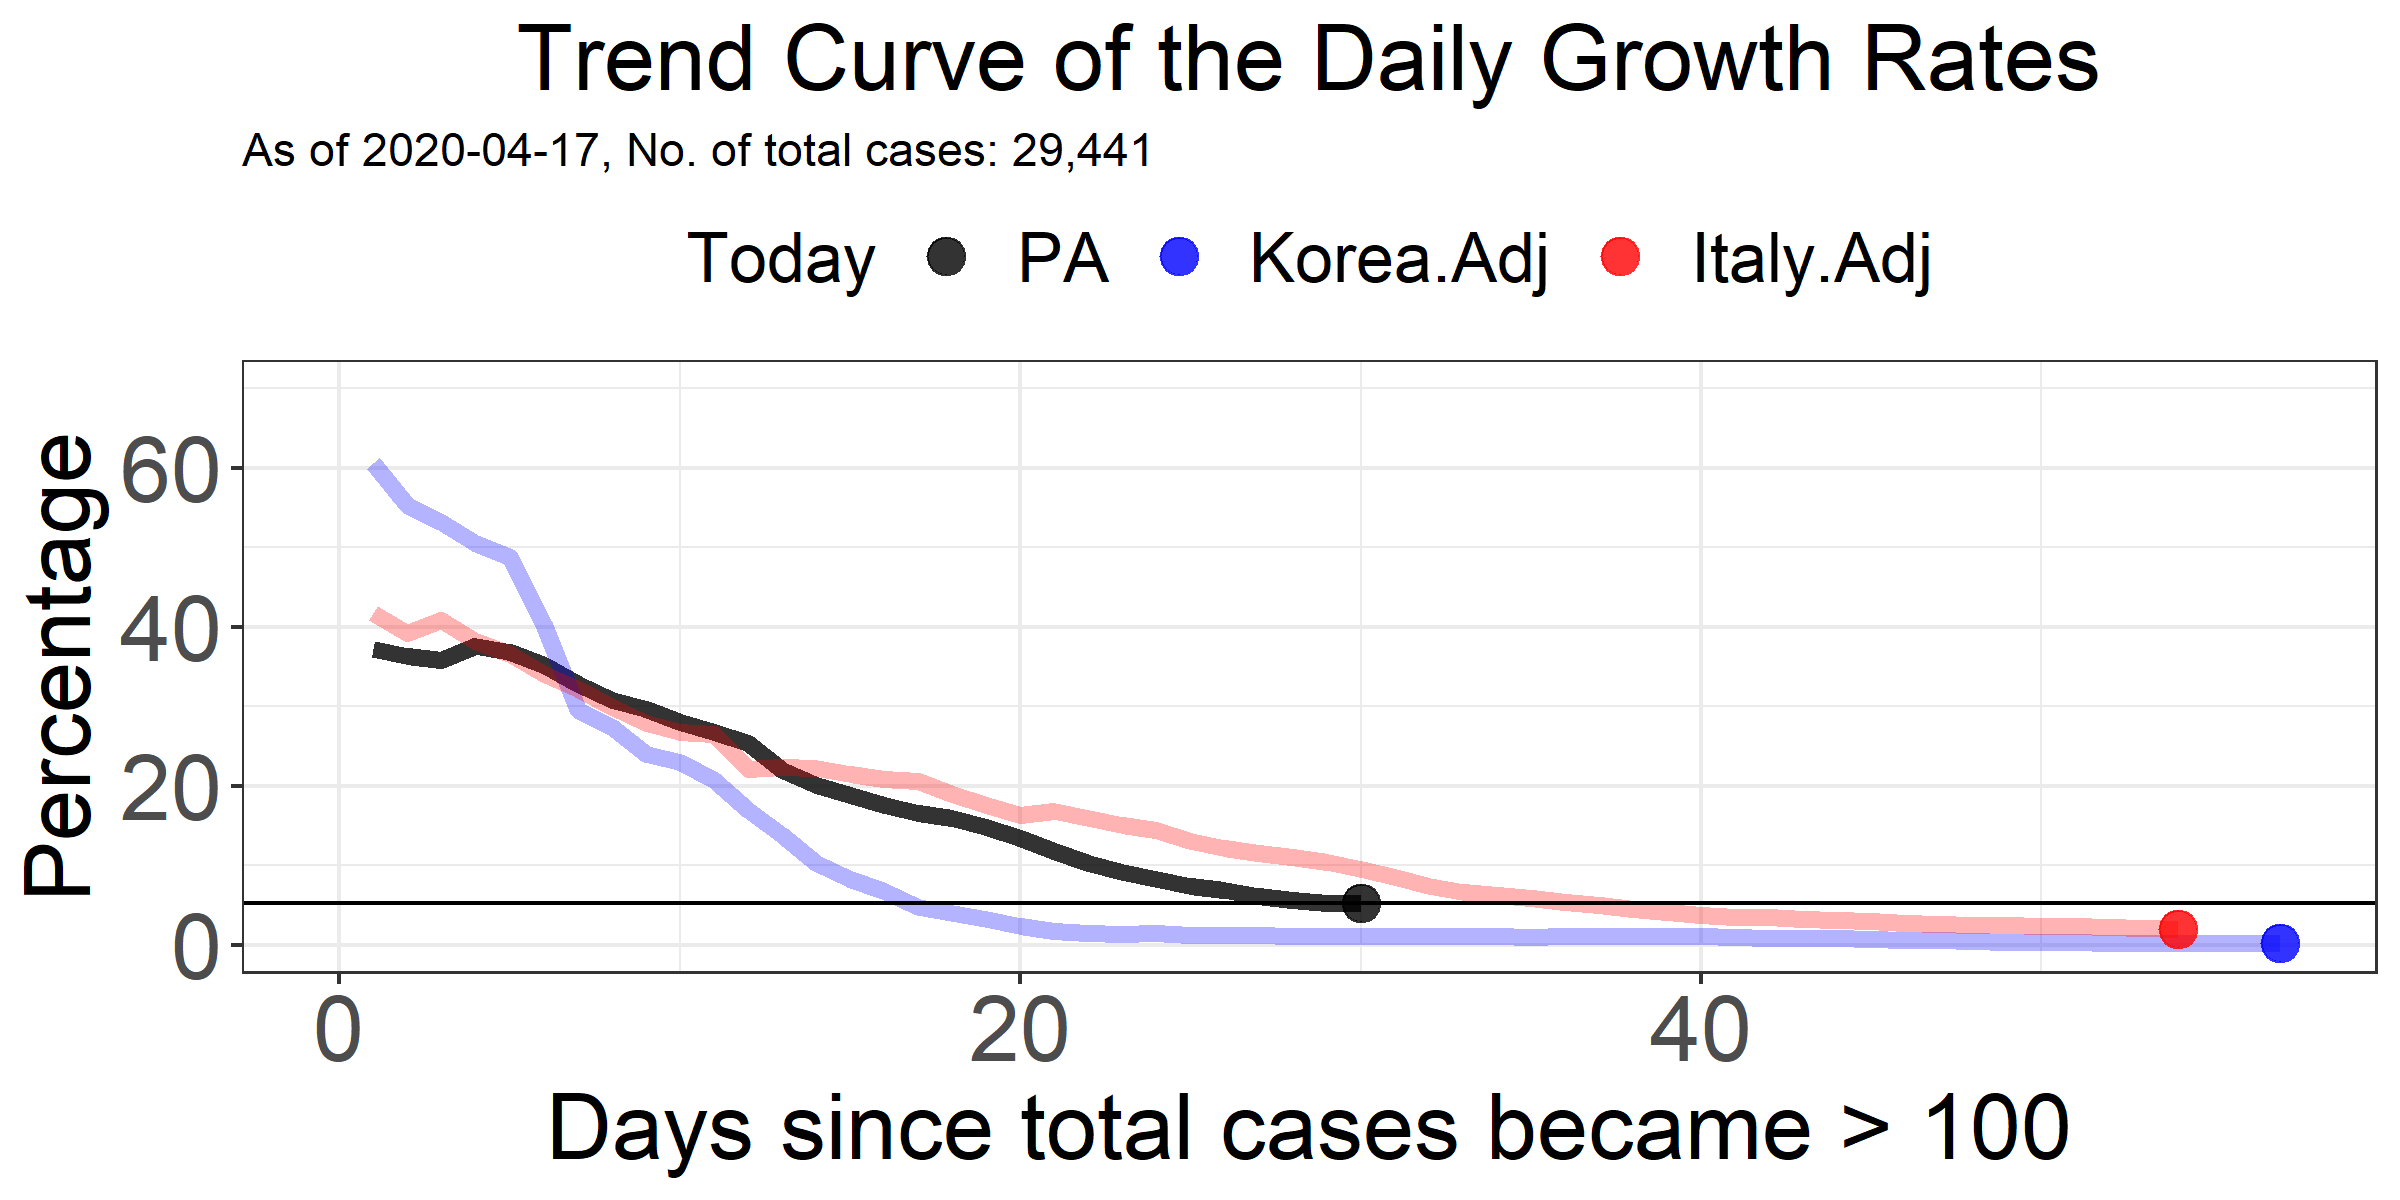 Trend Curve of the Daily Growth Rates
As of 2020-04-17, No. of total cases: 29,441
Today PA Korea.Adj Italy.Adj
Percentage
60
40
20
0
0 20 40
Days since total cases became > 100